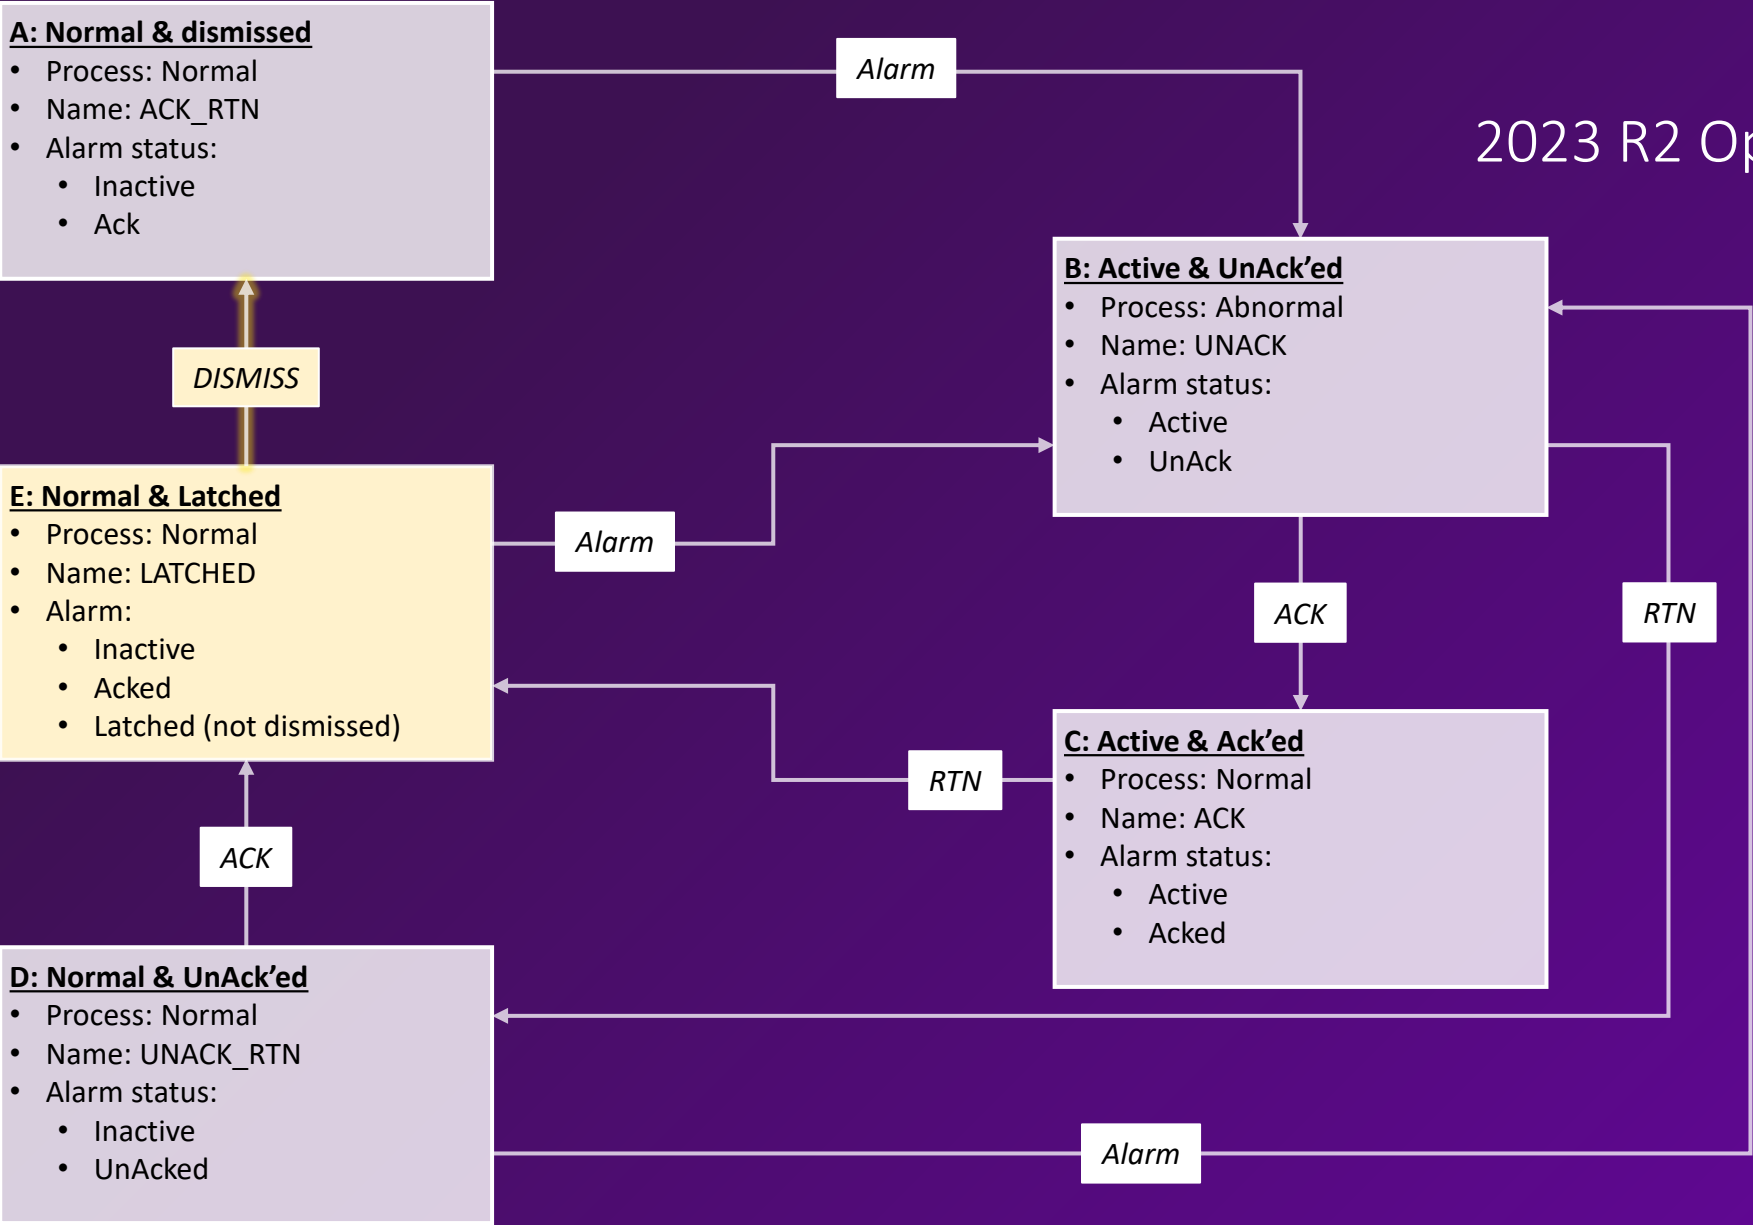 A: Normal & dismissed
• Process: Normal
• Name: ACK_RTN
• Alarm status:
• Inactive
• Ack
Alarm
2023 R2 Op
B: Active & UnAck’ed
• Process: Abnormal
• Name: UNACK
• Alarm status:
• Active
• UnAck
DISMISS
E: Normal & Latched
• Process: Normal
• Name: LATCHED
• Alarm:
• Inactive
• Acked
• Latched (not dismissed)
Alarm
ACK
RTN
RTN
C: Active & Ack’ed
• Process: Normal
• Name: ACK
• Alarm status:
• Active
• Acked
ACK
D: Normal & UnAck’ed
• Process: Normal
• Name: UNACK_RTN
• Alarm status:
• Inactive
• UnAcked
Alarm